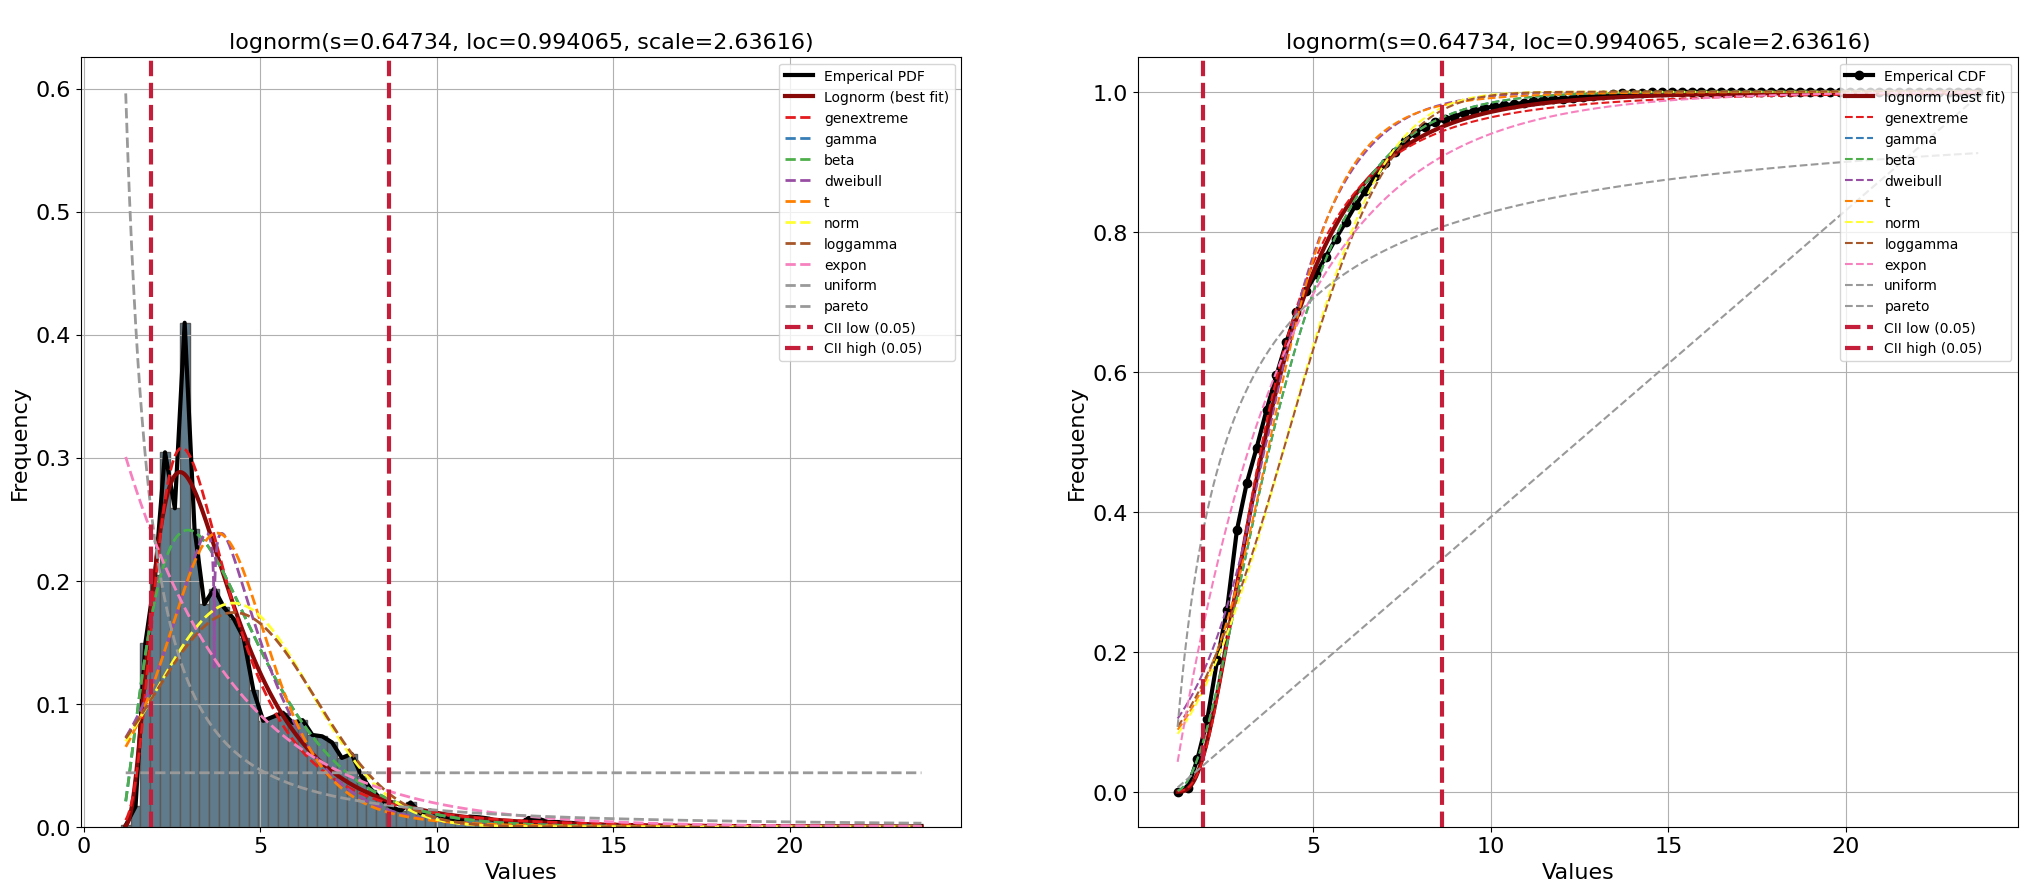 lognorm(s=0.64734, loc=0.994065, scale=2.63616)
0.6
0.5
0.4
0.3
0.2
0.1
0.0
Frequency
0
5
10
15
20
Values
Emperical PDF
Lognorm (best fit)
genextreme
gamma
beta
dweibull
t
norm
loggamma
expon
uniform
pareto
CII low (0.05)
CII high (0.05)
lognorm(s=0.64734, loc=0.994065, scale=2.63616)
1.0
0.8
0.6
0.4
0.2
0.0
Frequency
5
10
15
20
Values
Emperical CDF
lognorm (best fit)
genextreme
gamma
beta
dweibull
t
norm
loggamma
expon
uniform
pareto
CII low (0.05)
CII high (0.05)